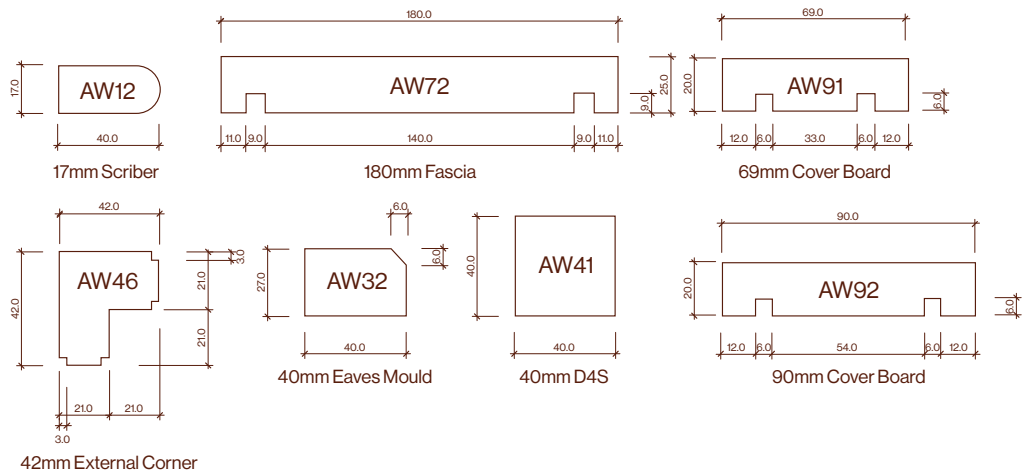 180.0
AW72
25.0
9.0
11.0
9.0
140.0
9.0
11.0
180mm Fascia
17.0
AW12
40.0
17mm Scriber
69.0
20.0
AW91
6.0
12.0
6.0
33.0
6.0
12.0
69mm Cover Board
42.0
42.0
AW46
3.0
21.0
21.0
21.0
21.0
3.0
42mm External Corner
6.0
6.0
27.0
AW32
40.0
40mm Eaves Mould
40.0
AW41
40.0
40mm D4S
90.0
20.0
AW92
6.0
12.0
6.0
54.0
6.0
12.0
90mm Cover Board